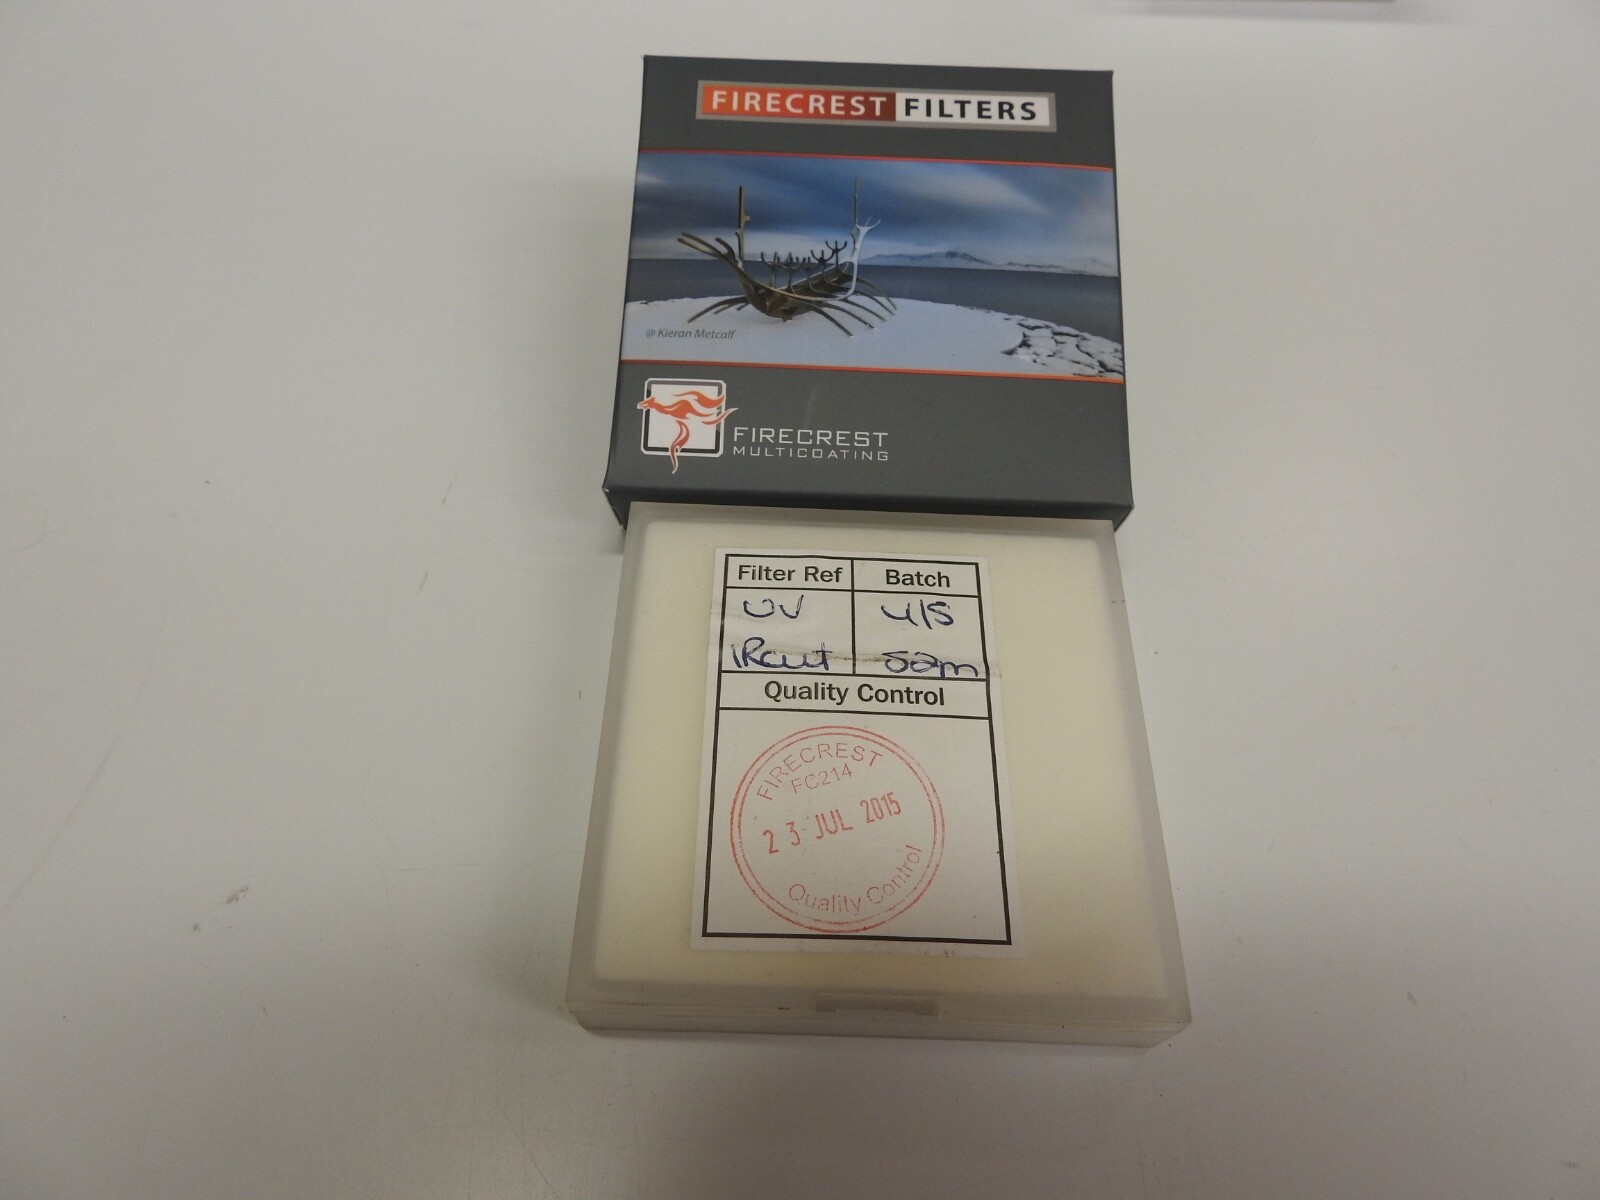 FIRECREST FILTERS
@ Kieran Metcalf
FIRECREST
MULTICOATING
Filter Ref Batch
UV 4/5
IRcut 52m
Quality Control
FIRECREST
FC214
23 JUL 2015
Quality Control